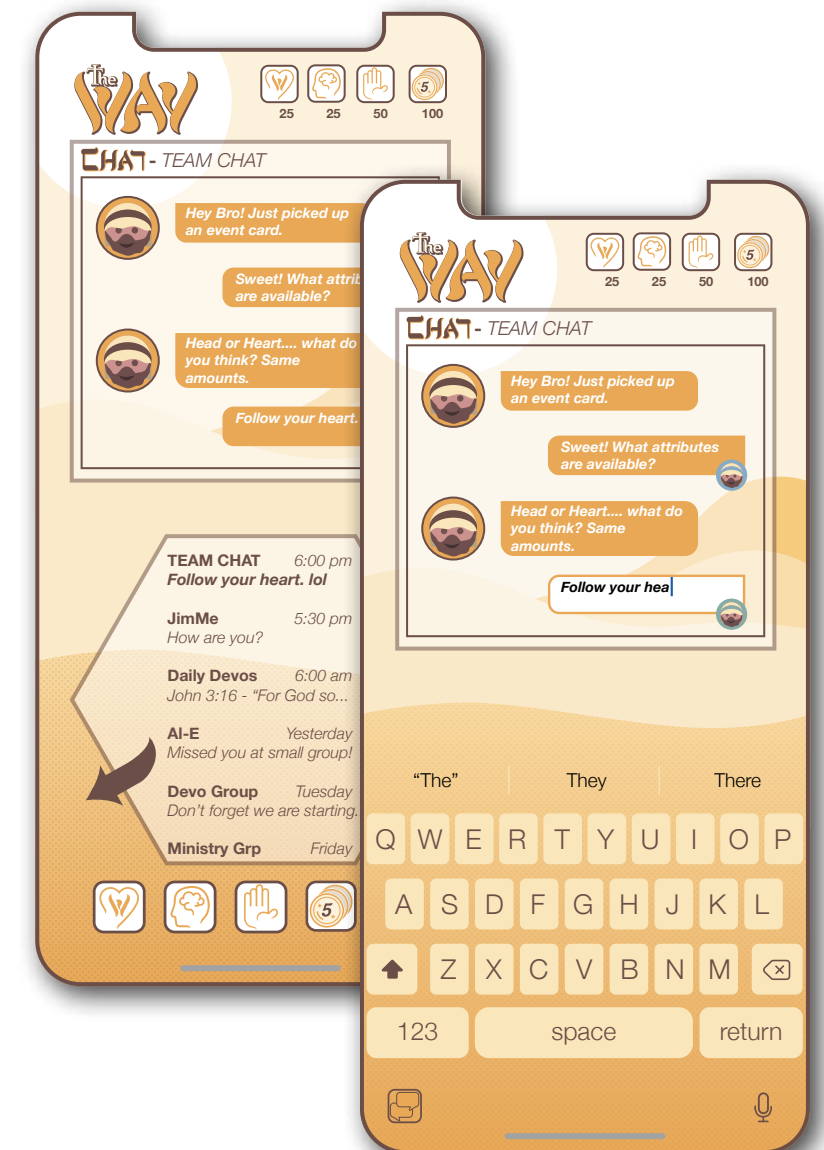 The
WAY
25 25 50 100
CHAT - TEAM CHAT
Hey Bro! Just picked up
an event card.
Sweet! What attrib
are available?
Head or Heart.... what do
you think? Same
amounts.
Follow your heart.
TEAM CHAT 6:00 pm
Follow your heart. lol
JimMe 5:30 pm
How are you?
Daily Devos 6:00 am
John 3:16 - “For God so...
Al-E Yesterday
Missed you at small group!
Devo Group Tuesday
Don’t forget we are starting.
Ministry Grp Friday
5
The
WAY
5
25 25 50 100
CHAT - TEAM CHAT
Hey Bro! Just picked up
an event card.
Sweet! What attributes
are available?
Head or Heart.... what do
you think? Same
amounts.
Follow your hea
“The” They There
Q W E R T Y U I O P
A S D F G H J K L
Z X C V B N M
123 space return